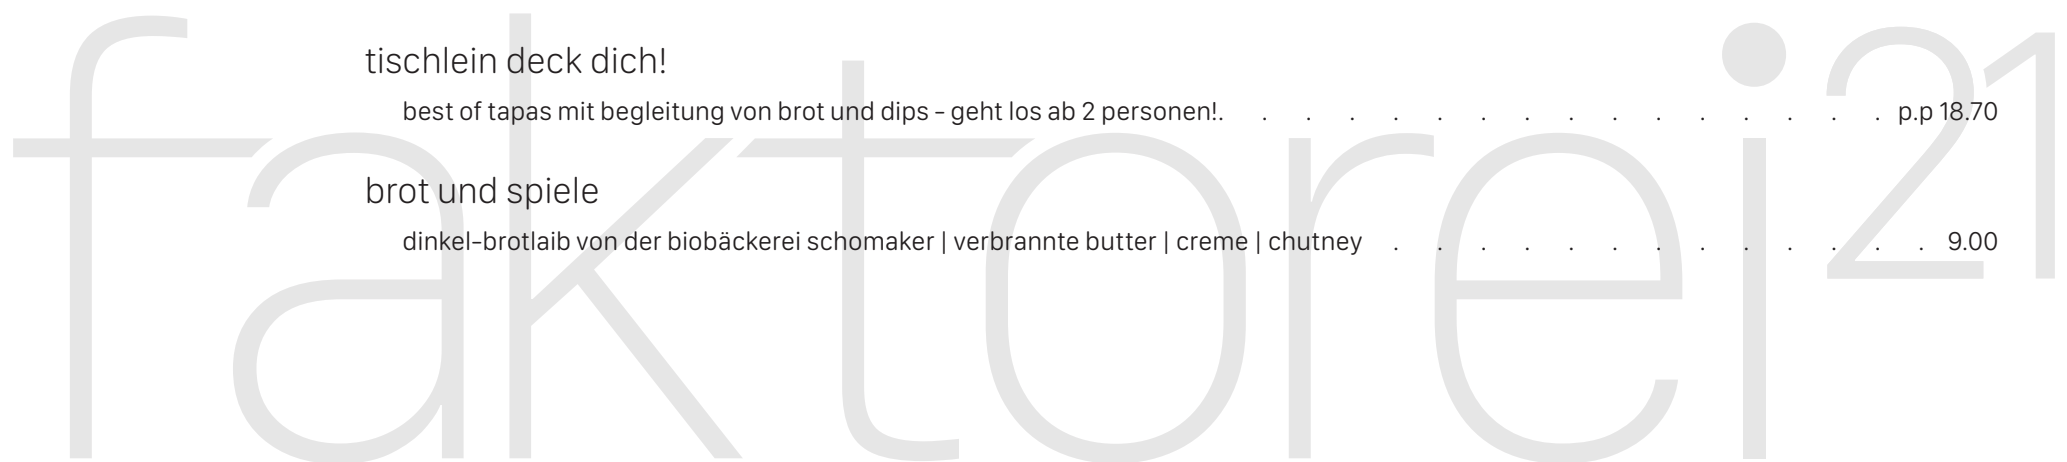 faktorei21
tischlein deck dich!
best of tapas mit begleitung von brot und dips - geht los ab 2 personen!. . . . . . . . . . . . . . . . p.p 18.70
brot und spiele
dinkel-brotlaib von der biobäckerei schomaker | verbrannte butter | creme | chutney . . . . . . . . . . . . . 9.00